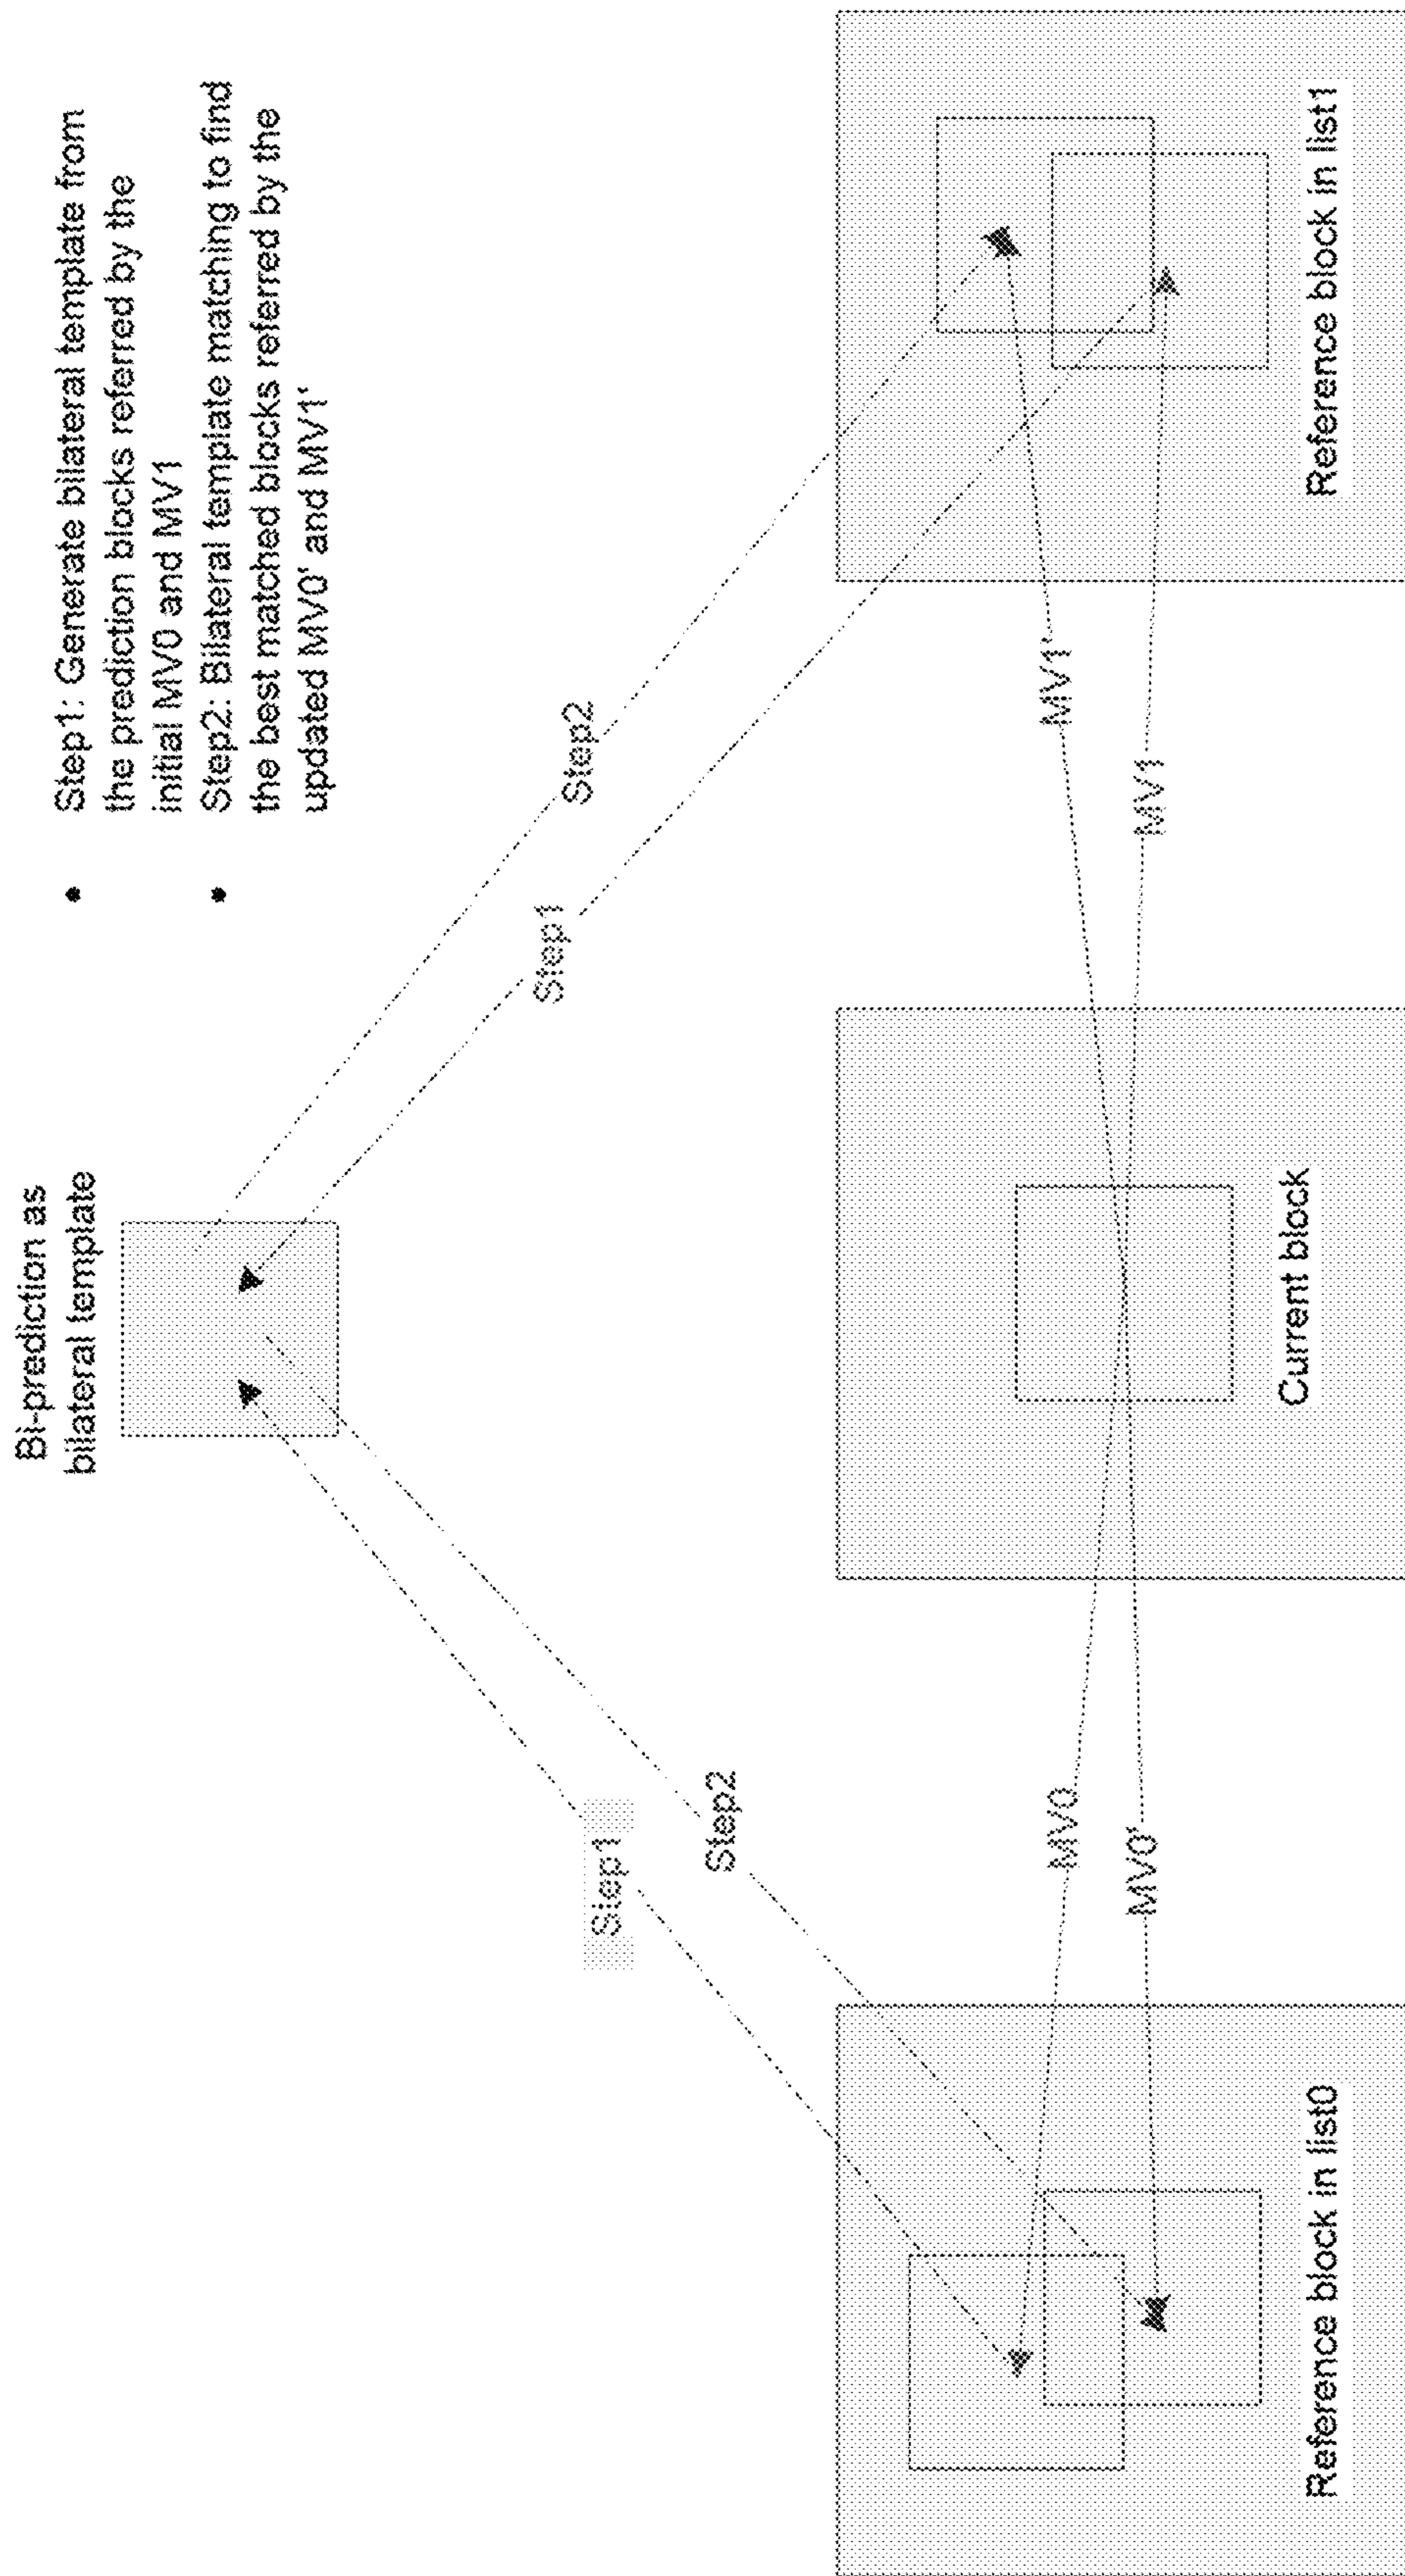 Bi-prediction as
bilateral template
• Step1: Generate bilateral template from
the prediction blocks referred by the
initial MV0 and MV1
• Step2: Bilateral template matching to find
the best matched blocks referred by the
updated MV0' and MV1'
Step1
Step2
Step1
Step2
MV0
MV0'
MV1'
MV1
Reference block in list0
Current block
Reference block in list1